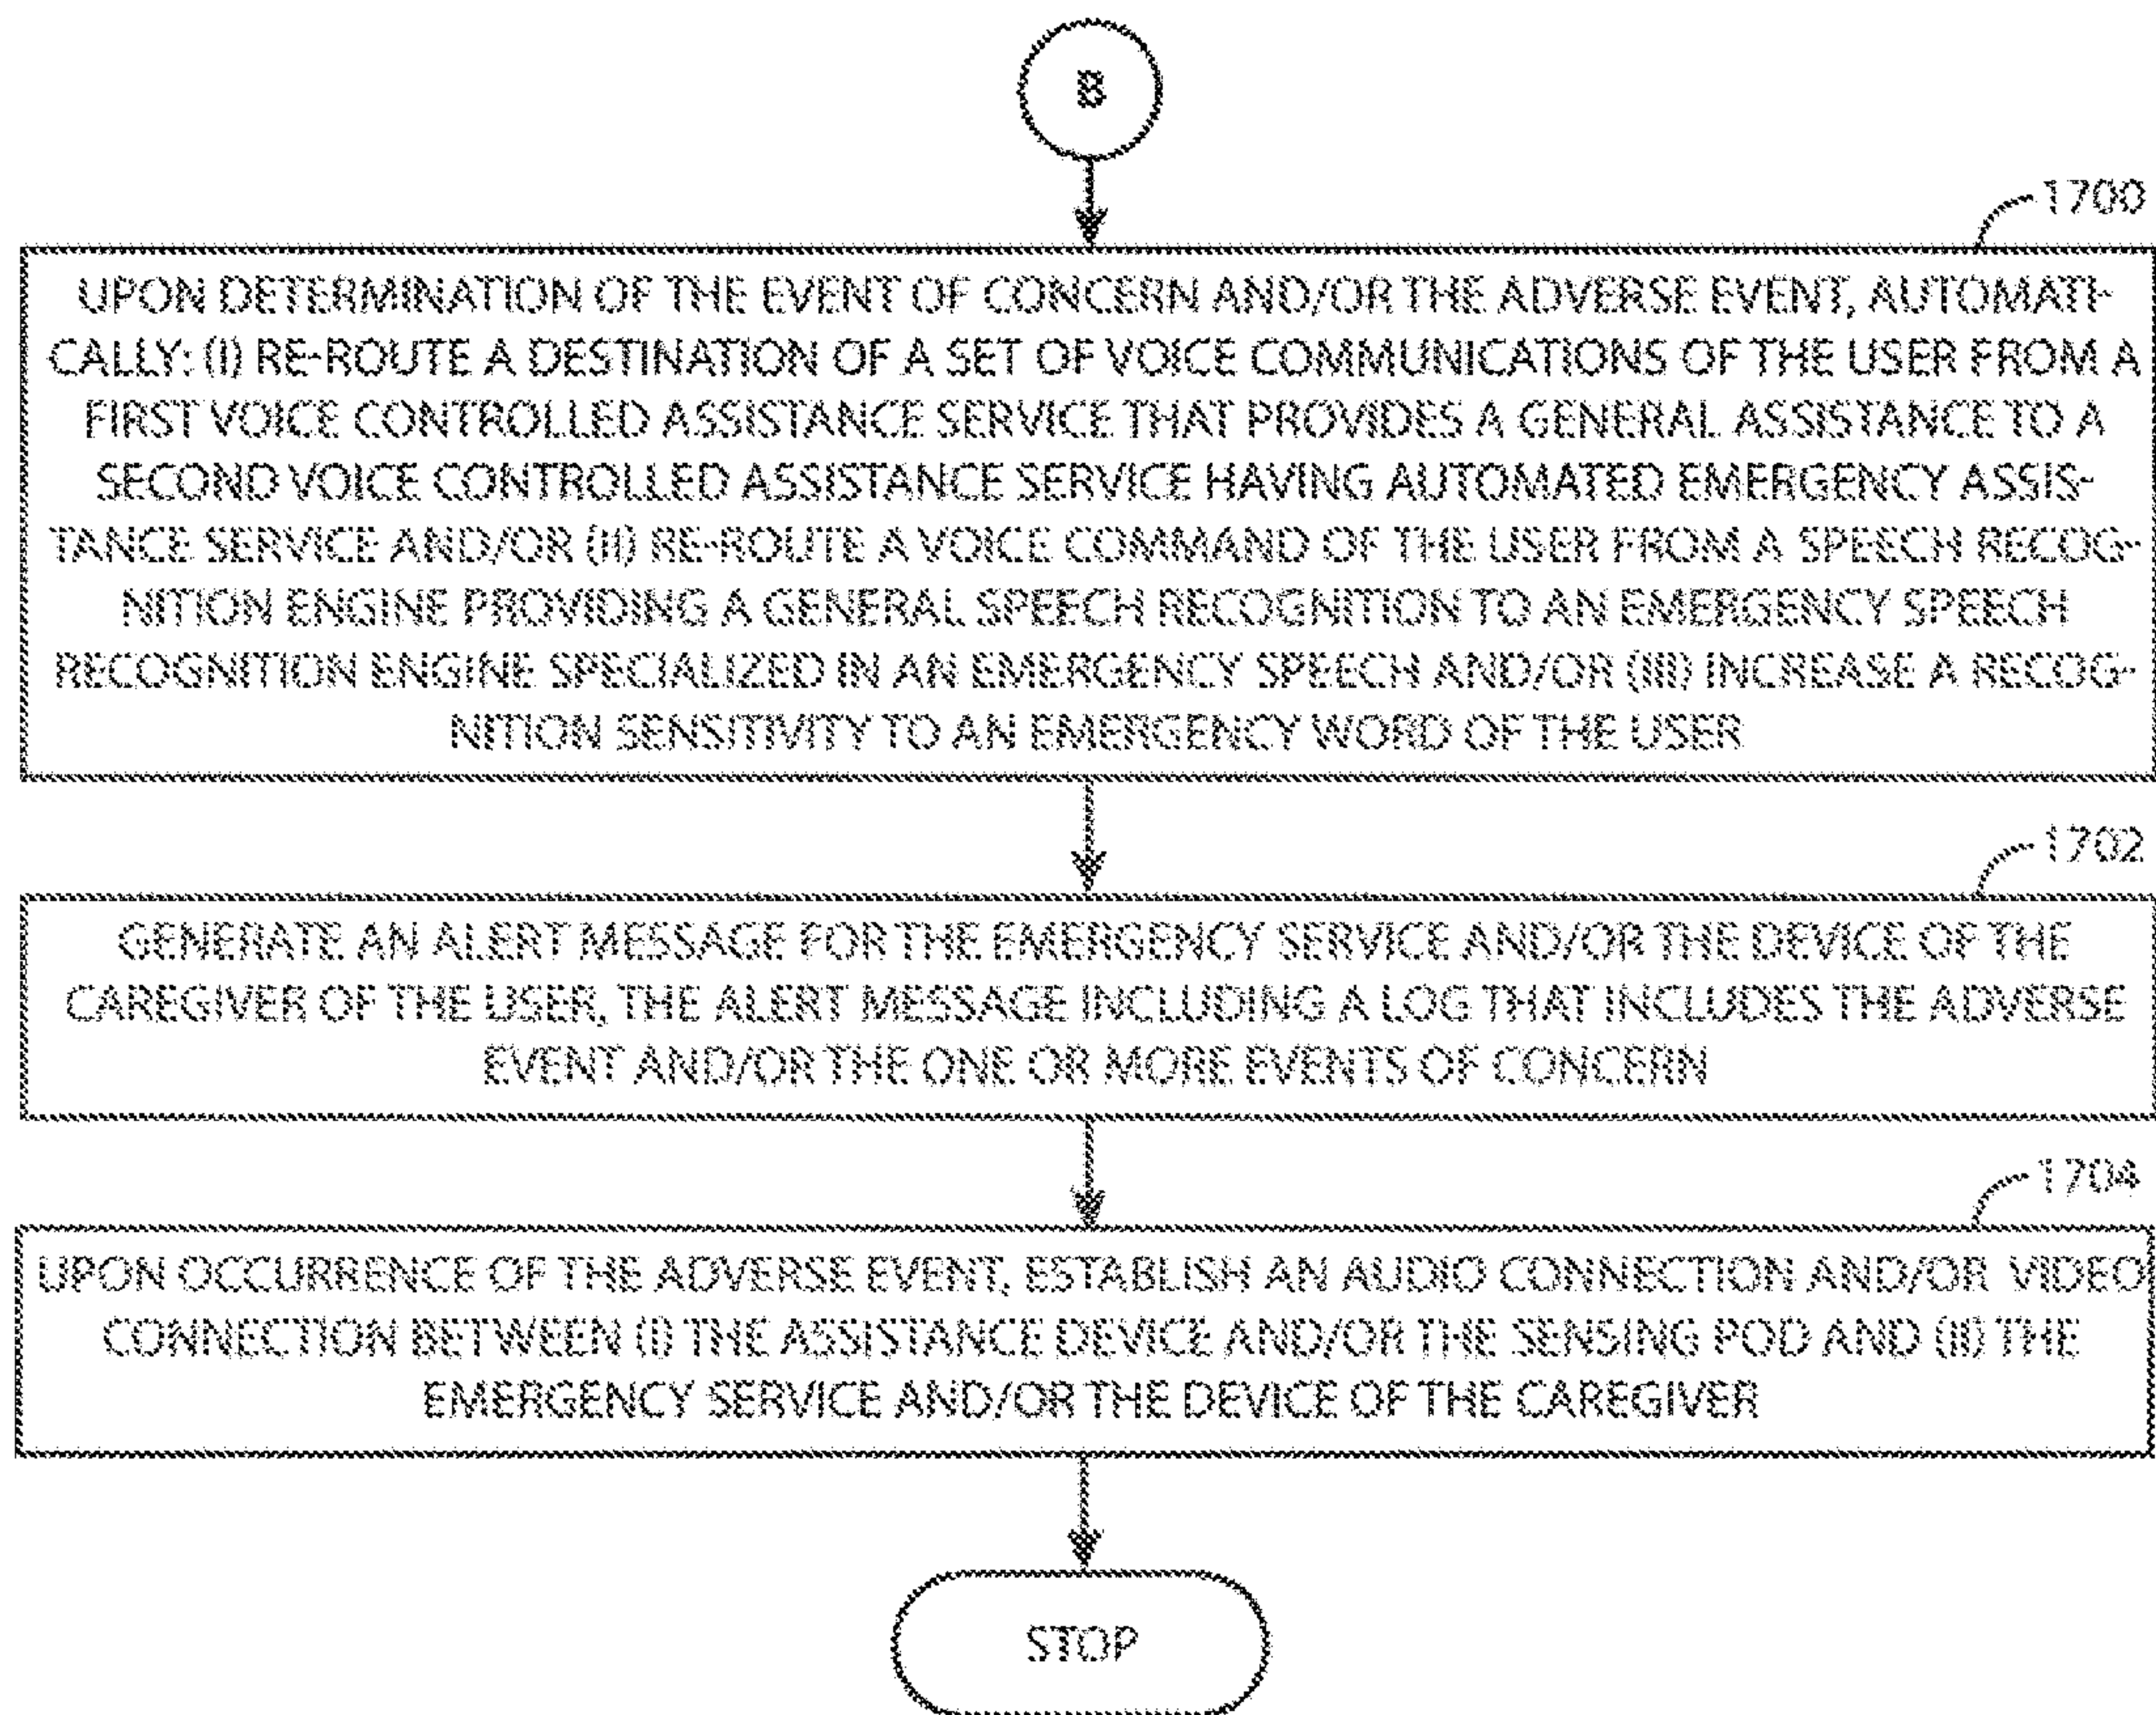 B
1700
UPON DETERMINATION OF THE EVENT OF CONCERN AND/OR THE ADVERSE EVENT, AUTOMATI-
CALLY: (I) RE-ROUTE A DESTINATION OF A SET OF VOICE COMMUNICATIONS OF THE USER FROM A
FIRST VOICE CONTROLLED ASSISTANCE SERVICE THAT PROVIDES A GENERAL ASSISTANCE TO A
SECOND VOICE CONTROLLED ASSISTANCE SERVICE HAVING AUTOMATED EMERGENCY ASSIS-
TANCE SERVICE AND/OR (II) RE-ROUTE A VOICE COMMAND OF THE USER FROM A SPEECH RECOG-
NITION ENGINE PROVIDING A GENERAL SPEECH RECOGNITION TO AN EMERGENCY SPEECH
RECOGNITION ENGINE SPECIALIZED IN AN EMERGENCY SPEECH AND/OR (III) INCREASE A RECOG-
NITION SENSITIVITY TO AN EMERGENCY WORD OF THE USER
1702
GENERATE AN ALERT MESSAGE FOR THE EMERGENCY SERVICE AND/OR THE DEVICE OF THE
CAREGIVER OF THE USER, THE ALERT MESSAGE INCLUDING A LOG THAT INCLUDES THE ADVERSE
EVENT AND/OR THE ONE OR MORE EVENTS OF CONCERN
1704
UPON OCCURRENCE OF THE ADVERSE EVENT, ESTABLISH AN AUDIO CONNECTION AND/OR VIDEO
CONNECTION BETWEEN (I) THE ASSISTANCE DEVICE AND/OR THE SENSING POD AND (II) THE
EMERGENCY SERVICE AND/OR THE DEVICE OF THE CAREGIVER
STOP